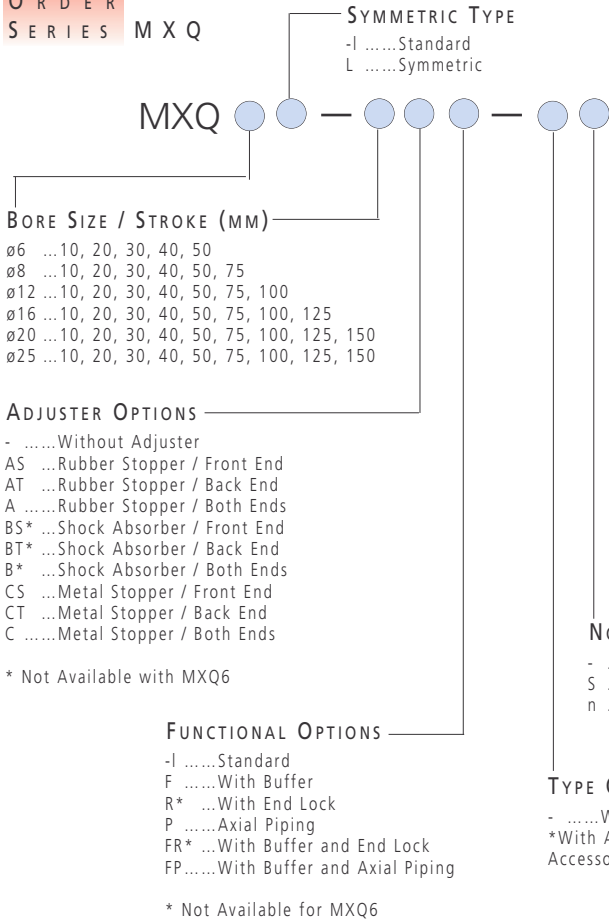 ORDER
SERIES MXQ
SYMMETRIC TYPE
-l ......Standard
L ......Symmetric
MXQ — —
BORE SIZE / STROKE (MM)
ø6 ...10, 20, 30, 40, 50
ø8 ...10, 20, 30, 40, 50, 75
ø12 ...10, 20, 30, 40, 50, 75, 100
ø16 ...10, 20, 30, 40, 50, 75, 100, 125
ø20 ...10, 20, 30, 40, 50, 75, 100, 125, 150
ø25 ...10, 20, 30, 40, 50, 75, 100, 125, 150
ADJUSTER OPTIONS
- ......Without Adjuster
AS ...Rubber Stopper / Front End
AT ...Rubber Stopper / Back End
A ......Rubber Stopper / Both Ends
BS* ...Shock Absorber / Front End
BT* ...Shock Absorber / Back End
B* ...Shock Absorber / Both Ends
CS ...Metal Stopper / Front End
CT ...Metal Stopper / Back End
C ......Metal Stopper / Both Ends
* Not Available with MXQ6
-
S
n
FUNCTIONAL OPTIONS
-l ......Standard
F ......With Buffer
R* ...With End Lock
P ......Axial Piping
FR* ...With Buffer and End Lock
FP......With Buffer and Axial Piping
* Not Available for MXQ6
TYPE
- ......
*With